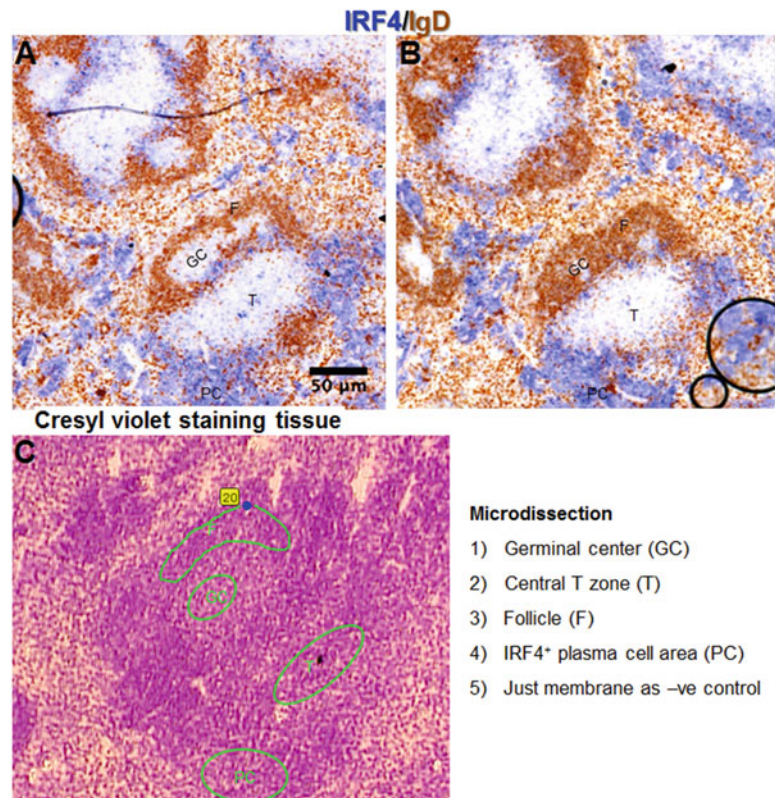 IRF4/IgD
A
B
F
GC
T
PC
50 µm
F
GC
T
PC
Cresyl violet staining tissue
C
20
F
GC
T
PC
Microdissection
1) Germinal center (GC)
2) Central T zone (T)
3) Follicle (F)
4) IRF4⁺ plasma cell area (PC)
5) Just membrane as –ve control